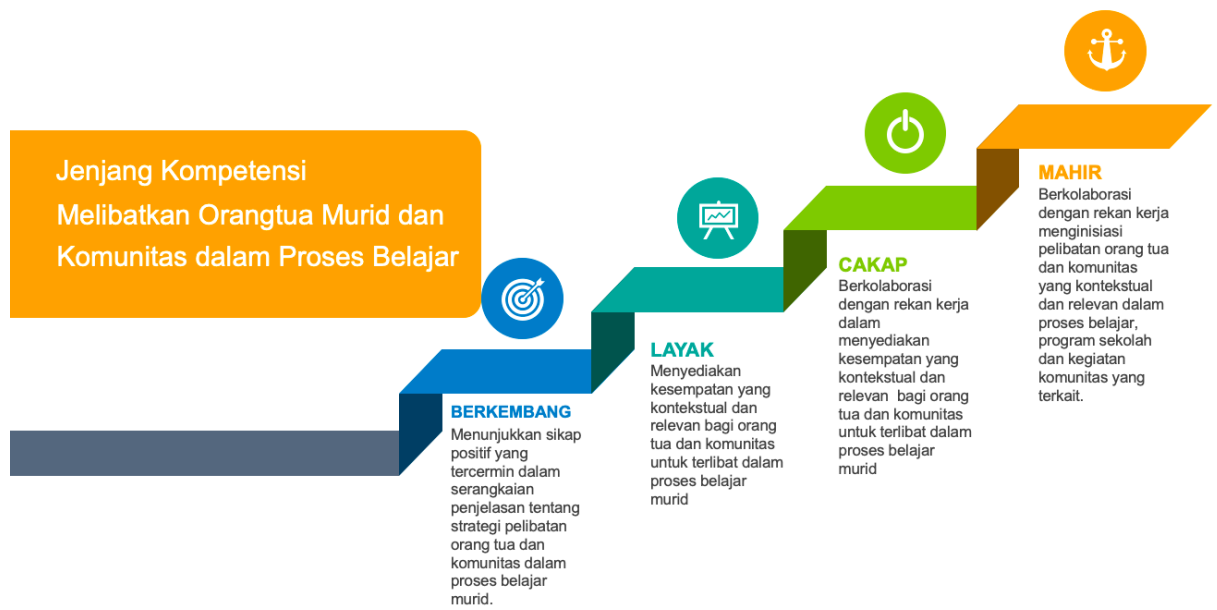 Jenjang Kompetensi
Melibatkan Orangtua Murid dan
Komunitas dalam Proses Belajar
BERKEMBANG
Menunjukkan sikap
positif yang
tercermin dalam
serangkaian
penjelasan tentang
strategi pelibatan
orang tua dan
komunitas dalam
proses belajar
murid.
LAYAK
Menyediakan
kesempatan yang
kontekstual dan
relevan bagi orang
tua dan komunitas
untuk terlibat dalam
proses belajar
murid
CAKAP
Berkolaborasi
dengan rekan kerja
dalam
menyediakan
kesempatan yang
kontekstual dan
relevan  bagi orang
tua dan komunitas
untuk terlibat dalam
proses belajar
murid
MAHIR
Berkolaborasi
dengan rekan kerja
menginisiasi
pelibatan orang tua
dan komunitas
yang kontekstual
dan relevan dalam
proses belajar,
program sekolah
dan kegiatan
komunitas yang
terkait.